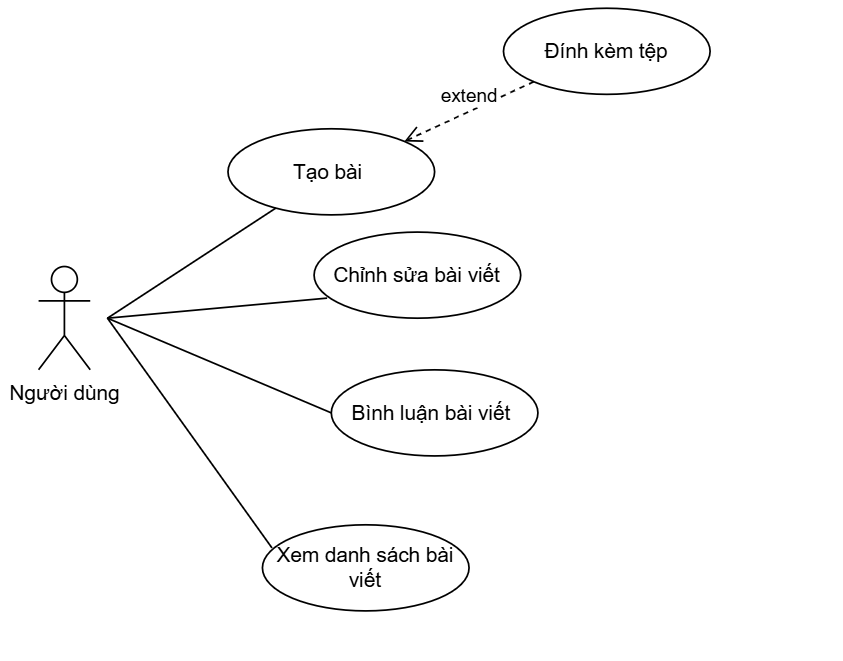 Đính kèm tệp
extend
Tạo bài
Chỉnh sửa bài viết
Người dùng
Bình luận bài viết
Xem danh sách bài
viết